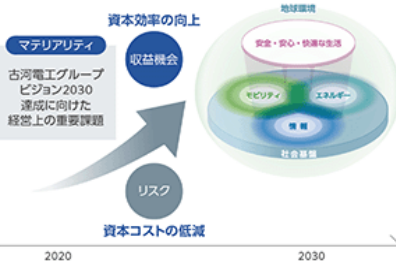 資本効率の向上
マテリアリティ
収益機会
古河電工グループ
ビジョン2030
達成に向けた
経営上の重要課題
リスク
資本コストの低減
地球環境
安全・安心・快適な生活
モビリティ
エネルギー
情報
社会基盤
2020
2030